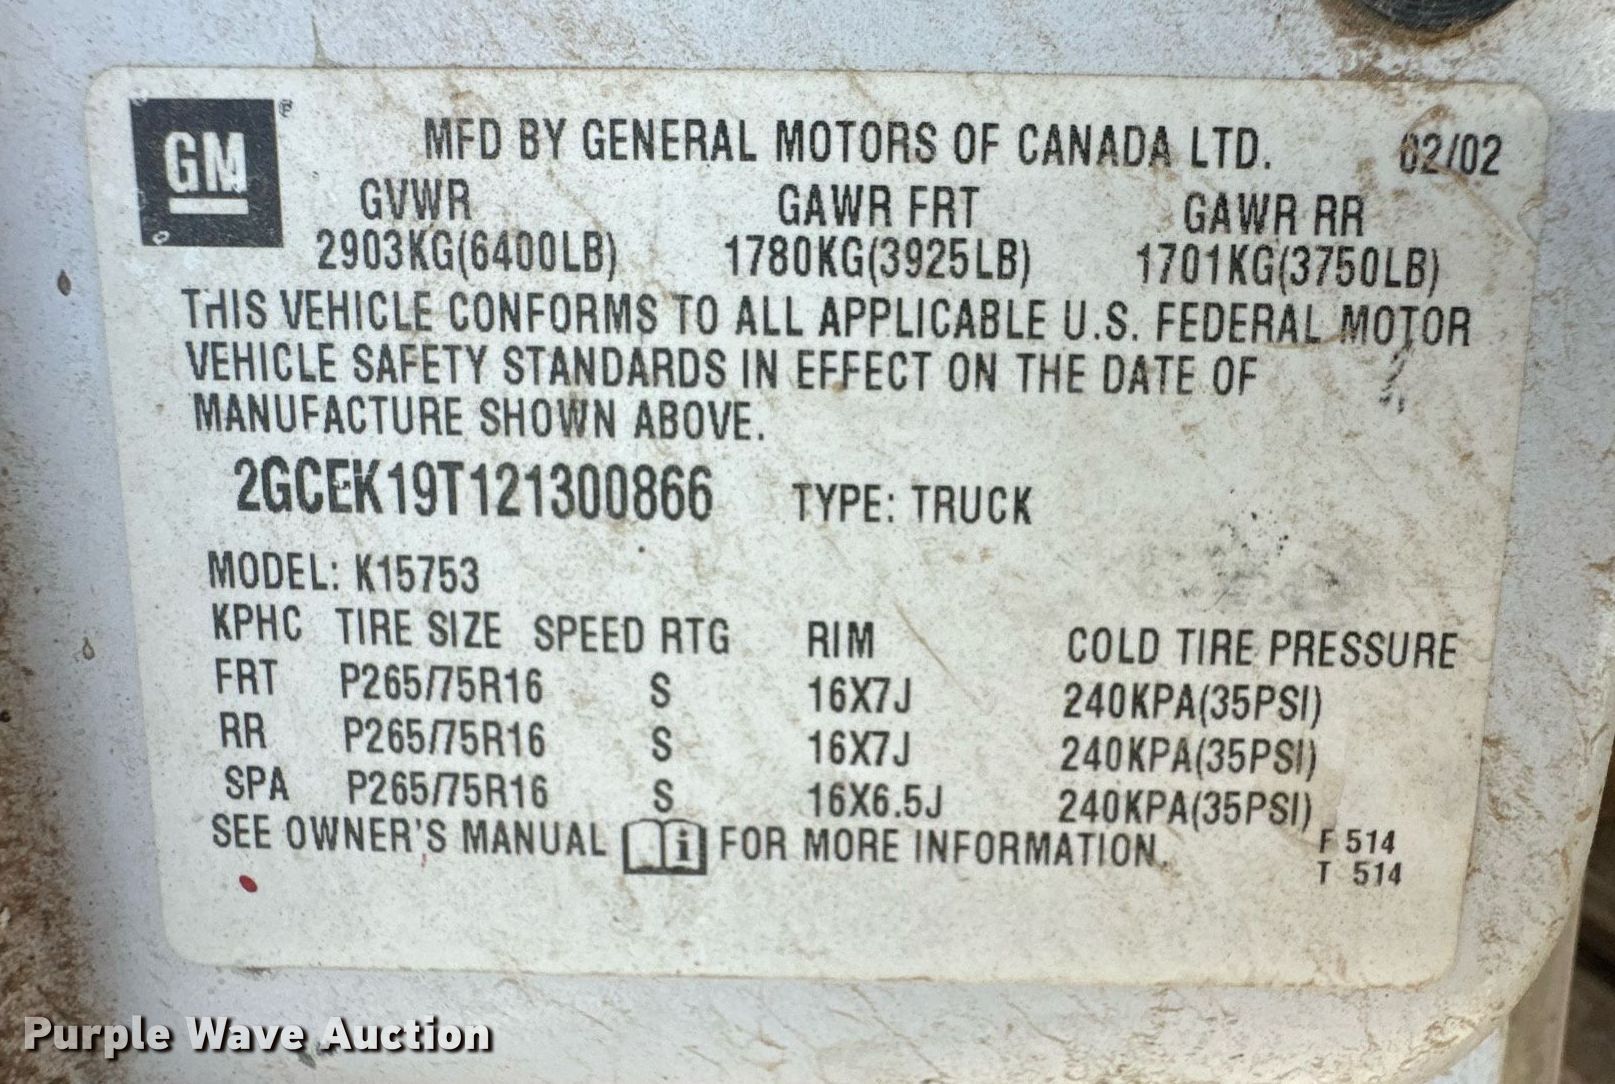 GM ®
MFD BY GENERAL MOTORS OF CANADA LTD. 02/02
GVWR GAWR FRT GAWR RR
2903KG(6400LB) 1780KG(3925LB) 1701KG(3750LB)
THIS VEHICLE CONFORMS TO ALL APPLICABLE U.S. FEDERAL MOTOR
VEHICLE SAFETY STANDARDS IN EFFECT ON THE DATE OF
MANUFACTURE SHOWN ABOVE.
2GCEK19T121300866 TYPE: TRUCK
MODEL: K15753
KPHC TIRE SIZE SPEED RTG RIM COLD TIRE PRESSURE
FRT P265/75R16 S 16X7J 240KPA(35PSI)
RR P265/75R16 S 16X7J 240KPA(35PSI)
SPA P265/75R16 S 16X6.5J 240KPA(35PSI)
SEE OWNER'S MANUAL i FOR MORE INFORMATION.
F 514
T 514
Purple Wave Auction